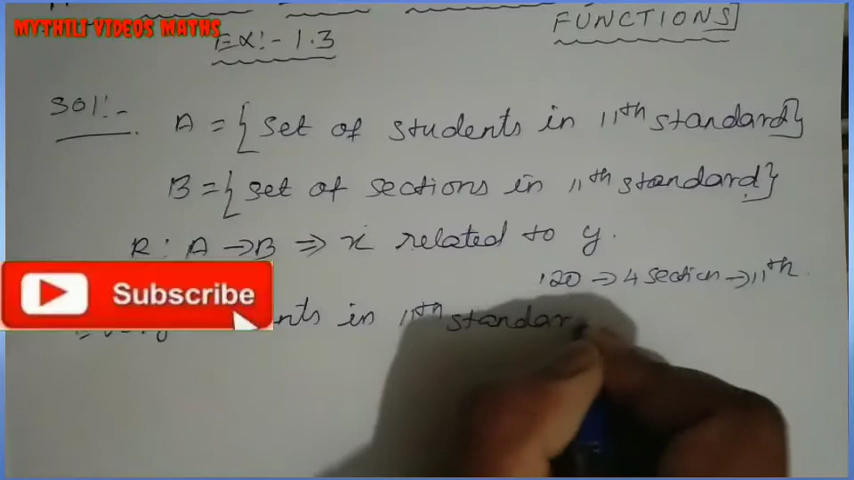 MYTHILI VIDEOS MATHS
FUNCTIONS]
Ex:- 1.3
Sol:-
A = {set of students in 11th standard}
B = {set of sections in 11th standard}
R : A → B ⇒ x related to y.
120 → 4 section → 11th
Subscribe
nts in 11th standar